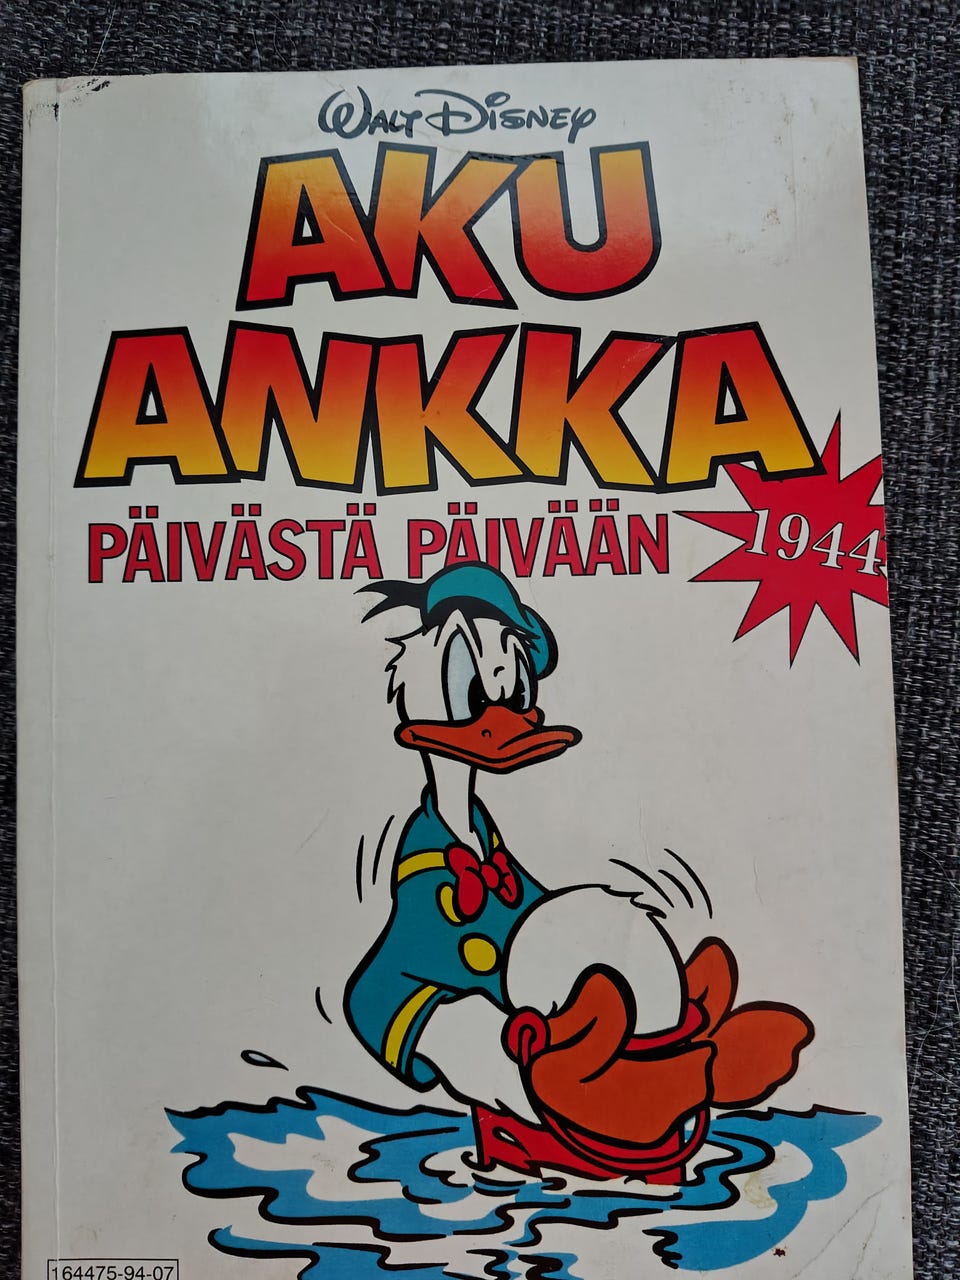 WALT DISNEY
AKU
ANKKA
PÄIVÄSTÄ PÄIVÄÄN
1944
164475-94-07